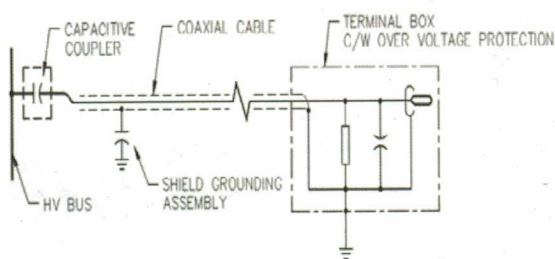 CAPACITIVE
COUPLER
COAXIAL CABLE
TERMINAL BOX
C/W OVER VOLTAGE PROTECTION
SHIELD GROUNDING
ASSEMBLY
HV BUS